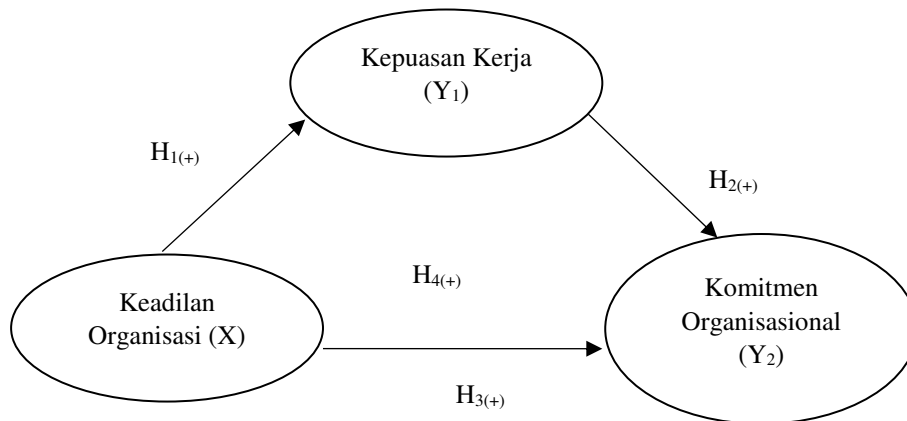 Kepuasan Kerja
(Y₁)
H₁₍₊₎
H₂₍₊₎
Keadilan
Organisasi (X)
H₄₍₊₎
Komitmen
Organisasional
(Y₂)
H₃₍₊₎